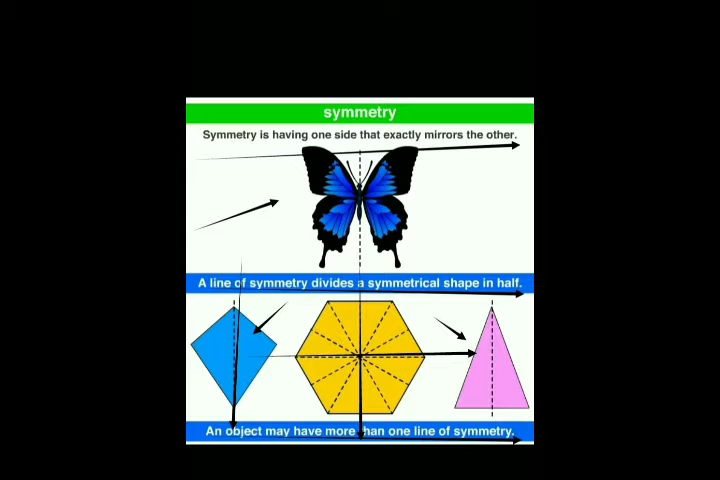 symmetry
Symmetry is having one side that exactly mirrors the other.
A line of symmetry divides a symmetrical shape in half.
An object may have more than one line of symmetry.